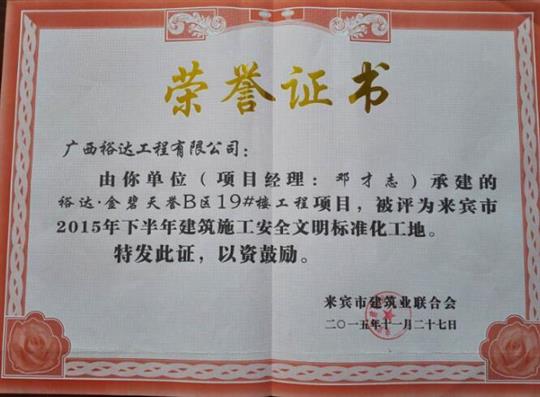 荣誉证书
广西裕达工程有限公司：
由你单位（项目经理：邓才志）承建的
裕达·金碧天誉B区19#楼工程项目，被评为来宾市
2015年下半年建筑施工安全文明标准化工地。
特发此证，以资鼓励。
来宾市建筑业联合会
二〇一五年十一月二十七日